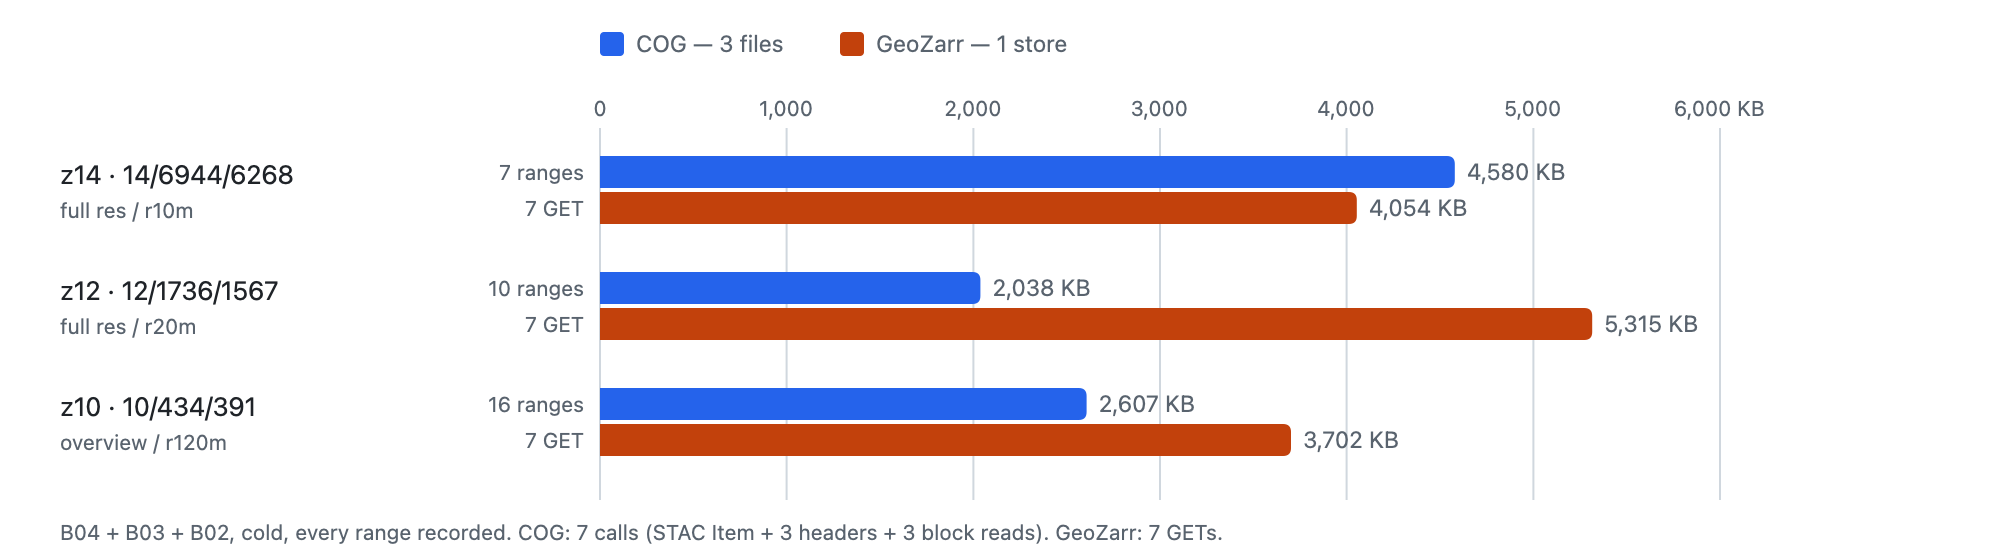 COG — 3 files
GeoZarr — 1 store
0 1,000 2,000 3,000 4,000 5,000 6,000 KB
z14 · 14/6944/6268
full res / r10m
7 ranges 4,580 KB
7 GET 4,054 KB
z12 · 12/1736/1567
full res / r20m
10 ranges 2,038 KB
7 GET 5,315 KB
z10 · 10/434/391
overview / r120m
16 ranges 2,607 KB
7 GET 3,702 KB
B04 + B03 + B02, cold, every range recorded. COG: 7 calls (STAC Item + 3 headers + 3 block reads). GeoZarr: 7 GETs.